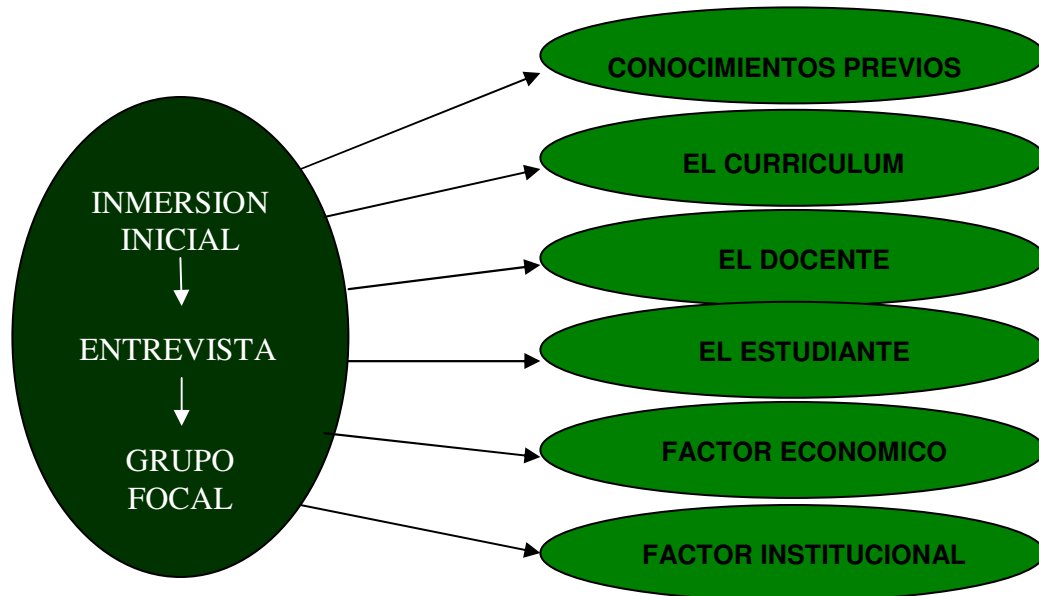 INMERSION
INICIAL
ENTREVISTA
GRUPO
FOCAL
CONOCIMIENTOS PREVIOS
EL CURRICULUM
EL DOCENTE
EL ESTUDIANTE
FACTOR ECONOMICO
FACTOR INSTITUCIONAL